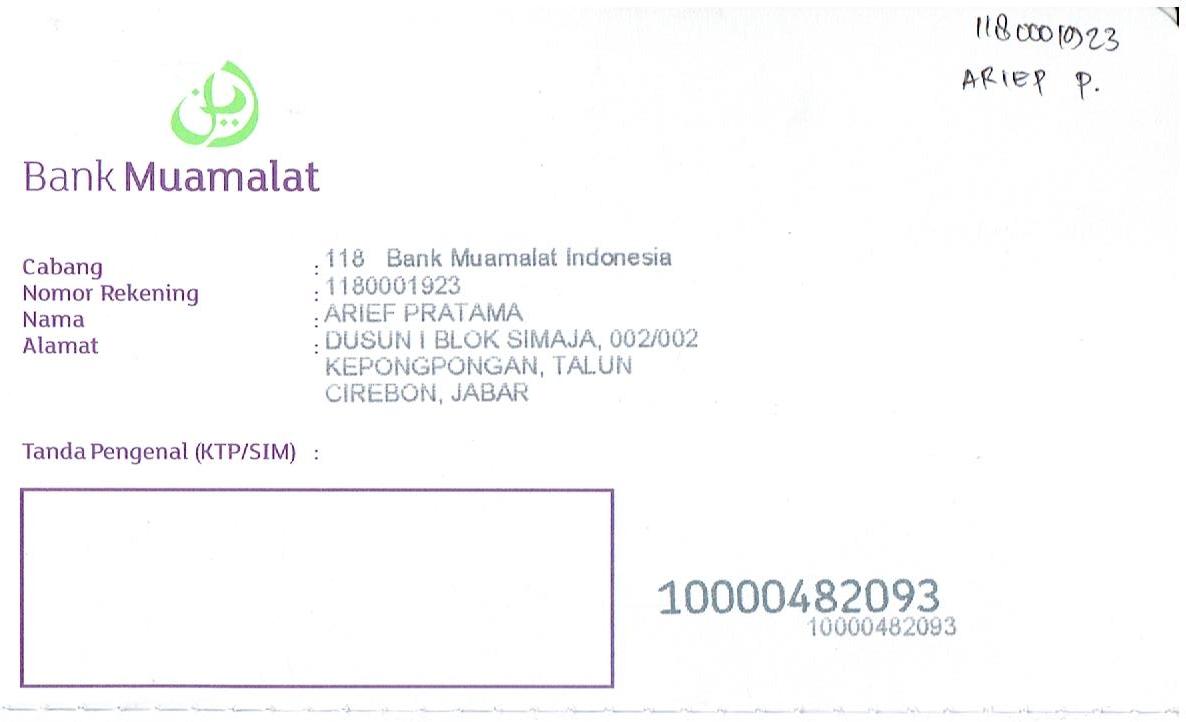 1180001923
ARIEF P.
Bank Muamalat
Cabang : 118 Bank Muamalat Indonesia
Nomor Rekening : 1180001923
Nama : ARIEF PRATAMA
Alamat : DUSUN I BLOK SIMAJA, 002/002
KEPONGPONGAN, TALUN
CIREBON, JABAR
Tanda Pengenal (KTP/SIM) :
10000482093
10000482093